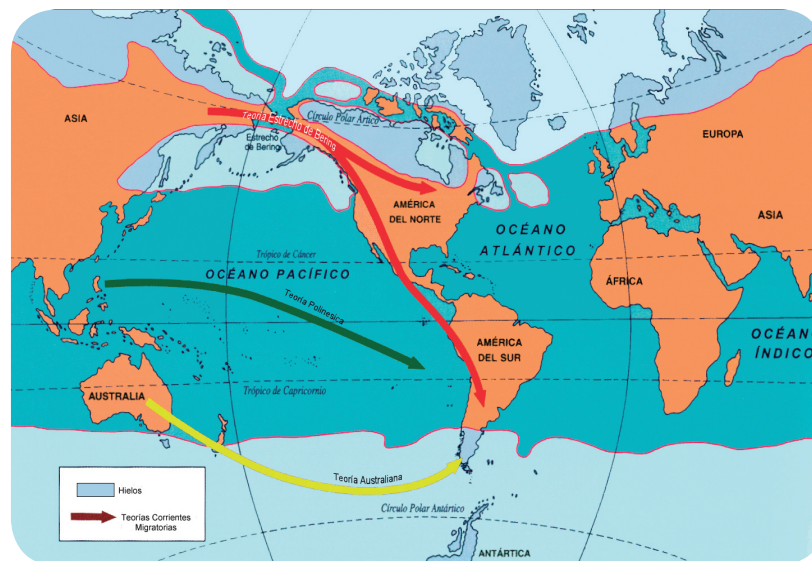 ASIA
Teoría Estrecho de Bering
Estrecho
de Bering
Círculo Polar Ártico
EUROPA
AMÉRICA
DEL NORTE
OCÉANO
ATLÁNTICO
ASIA
Trópico de Cáncer
OCÉANO PACÍFICO
ÁFRICA
Teoría Polinesica
AMÉRICA
DEL SUR
OCÉANO
ÍNDICO
AUSTRALIA
Trópico de Capricornio
Teoría Australiana
Hielos
Teorías Corrientes
Migratorias
Círculo Polar Antártico
ANTÁRTICA